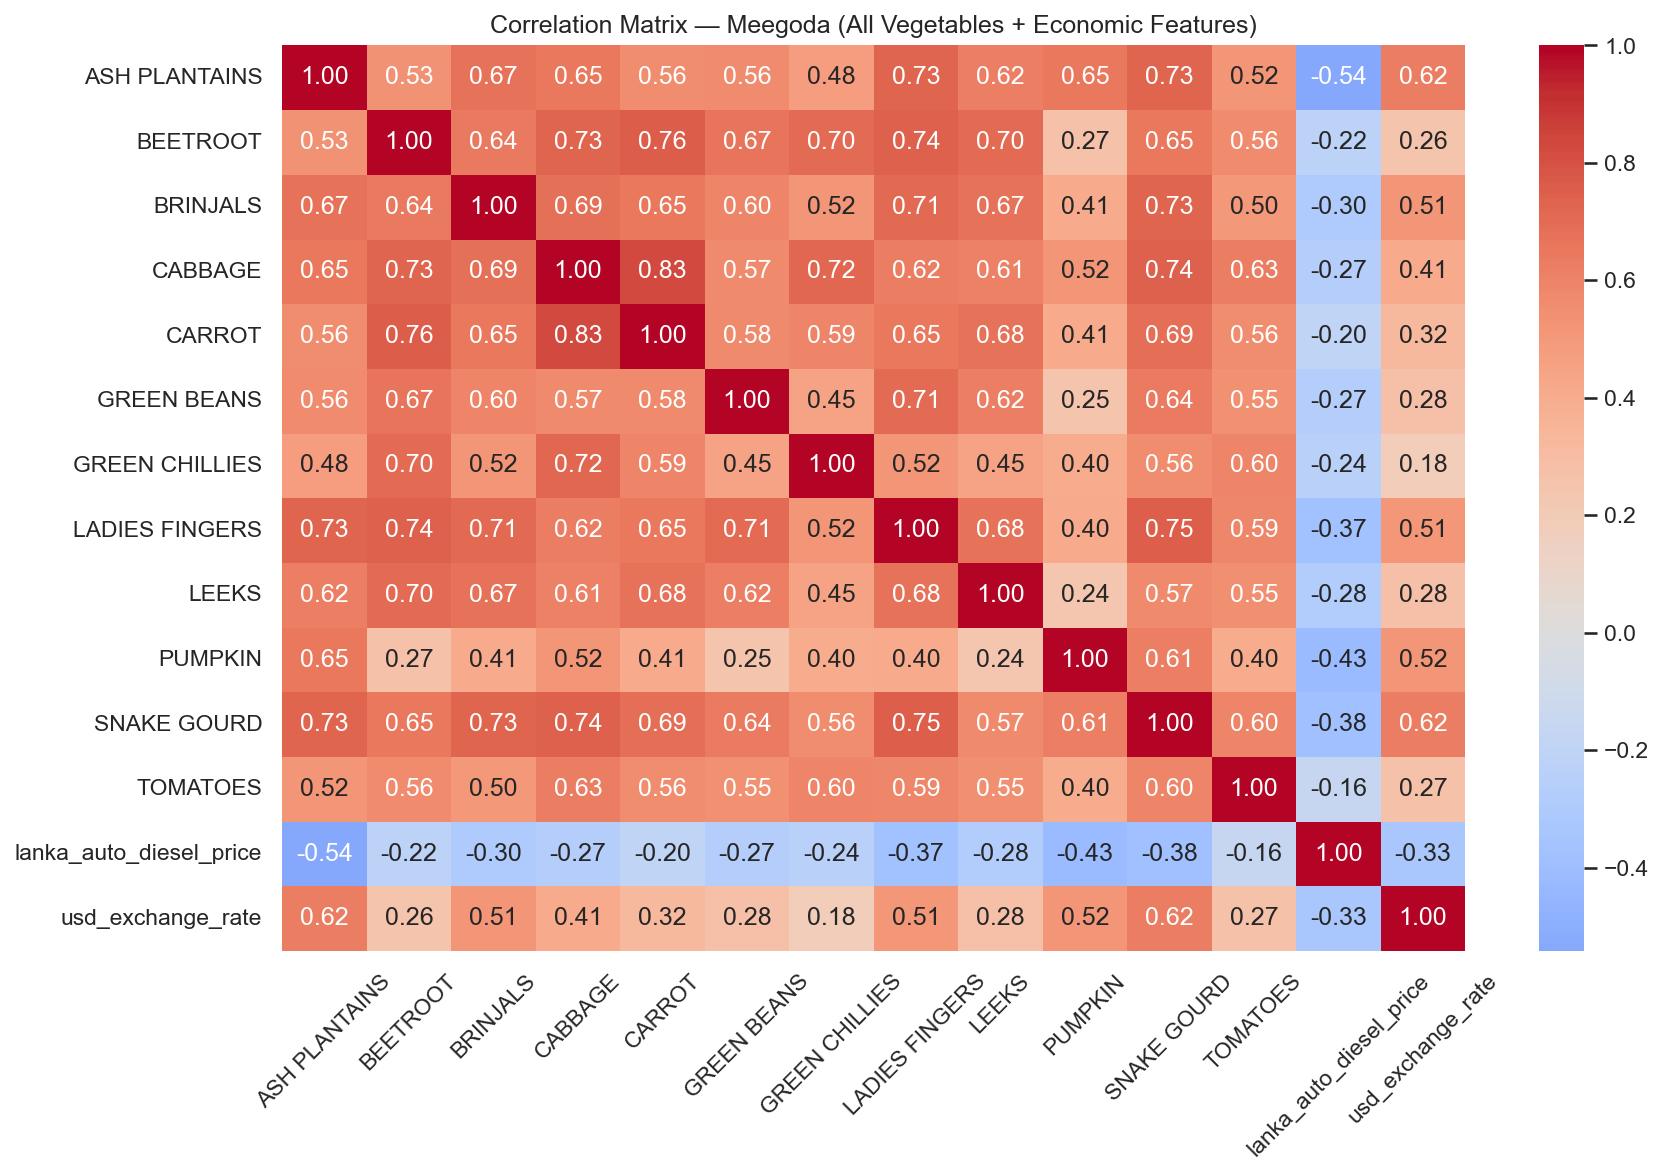 Correlation Matrix — Meegoda (All Vegetables + Economic Features)
ASH PLANTAINS 1.00 0.53 0.67 0.65 0.56 0.56 0.48 0.73 0.62 0.65 0.73 0.52 -0.54 0.62
BEETROOT 0.53 1.00 0.64 0.73 0.76 0.67 0.70 0.74 0.70 0.27 0.65 0.56 -0.22 0.26
BRINJALS 0.67 0.64 1.00 0.69 0.65 0.60 0.52 0.71 0.67 0.41 0.73 0.50 -0.30 0.51
CABBAGE 0.65 0.73 0.69 1.00 0.83 0.57 0.72 0.62 0.61 0.52 0.74 0.63 -0.27 0.41
CARROT 0.56 0.76 0.65 0.83 1.00 0.58 0.59 0.65 0.68 0.41 0.69 0.56 -0.20 0.32
GREEN BEANS 0.56 0.67 0.60 0.57 0.58 1.00 0.45 0.71 0.62 0.25 0.64 0.55 -0.27 0.28
GREEN CHILLIES 0.48 0.70 0.52 0.72 0.59 0.45 1.00 0.52 0.45 0.40 0.56 0.60 -0.24 0.18
LADIES FINGERS 0.73 0.74 0.71 0.62 0.65 0.71 0.52 1.00 0.68 0.40 0.75 0.59 -0.37 0.51
LEEKS 0.62 0.70 0.67 0.61 0.68 0.62 0.45 0.68 1.00 0.24 0.57 0.55 -0.28 0.28
PUMPKIN 0.65 0.27 0.41 0.52 0.41 0.25 0.40 0.40 0.24 1.00 0.61 0.40 -0.43 0.52
SNAKE GOURD 0.73 0.65 0.73 0.74 0.69 0.64 0.56 0.75 0.57 0.61 1.00 0.60 -0.38 0.62
TOMATOES 0.52 0.56 0.50 0.63 0.56 0.55 0.60 0.59 0.55 0.40 0.60 1.00 -0.16 0.27
lanka_auto_diesel_price -0.54 -0.22 -0.30 -0.27 -0.20 -0.27 -0.24 -0.37 -0.28 -0.43 -0.38 -0.16 1.00 -0.33
usd_exchange_rate 0.62 0.26 0.51 0.41 0.32 0.28 0.18 0.51 0.28 0.52 0.62 0.27 -0.33 1.00
ASH PLANTAINS
BEETROOT
BRINJALS
CABBAGE
CARROT
GREEN BEANS
GREEN CHILLIES
LADIES FINGERS
LEEKS
PUMPKIN
SNAKE GOURD
TOMATOES
lanka_auto_diesel_price
usd_exchange_rate
1.0
0.8
0.6
0.4
0.2
0.0
−0.2
−0.4